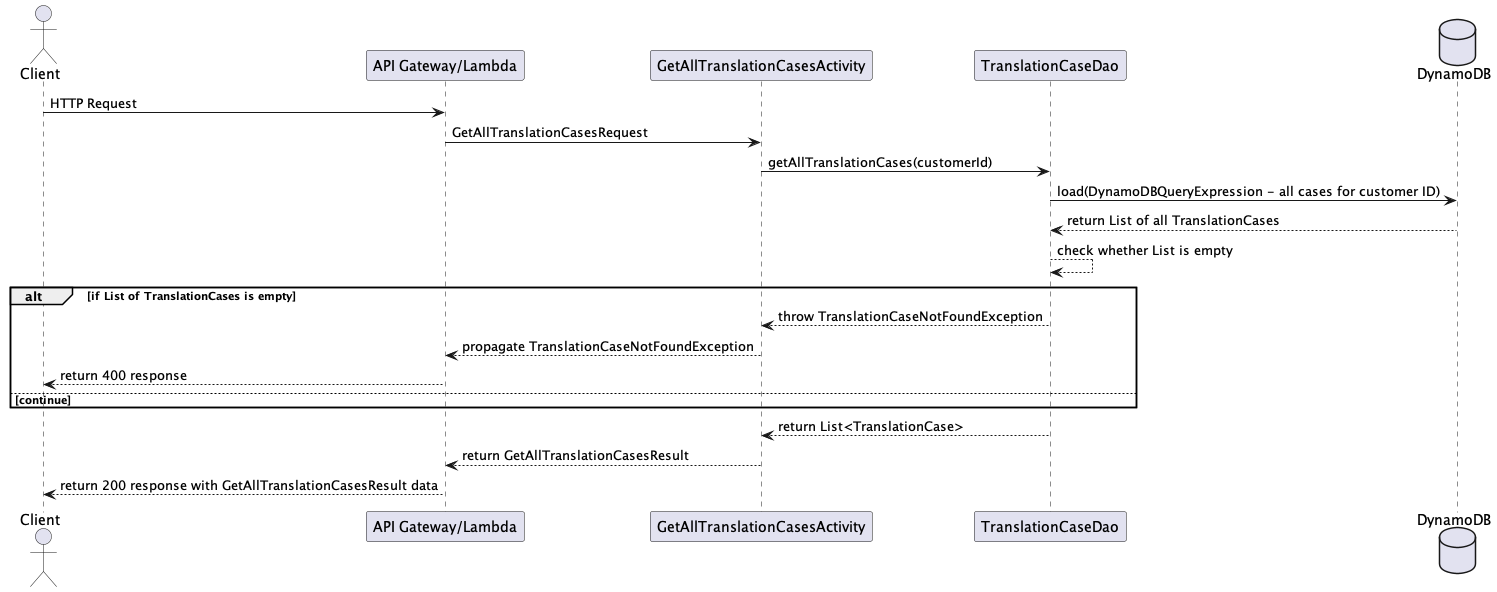 Client
API Gateway/Lambda
GetAllTranslationCasesActivity
TranslationCaseDao
DynamoDB
HTTP Request
GetAllTranslationCasesRequest
getAllTranslationCases(customerId)
load(DynamoDBQueryExpression - all cases for customer ID)
return List of all TranslationCases
check whether List is empty
alt [if List of TranslationCases is empty]
throw TranslationCaseNotFoundException
propagate TranslationCaseNotFoundException
return 400 response
[continue]
return List<TranslationCase>
return GetAllTranslationCasesResult
return 200 response with GetAllTranslationCasesResult data
Client
API Gateway/Lambda
GetAllTranslationCasesActivity
TranslationCaseDao
DynamoDB